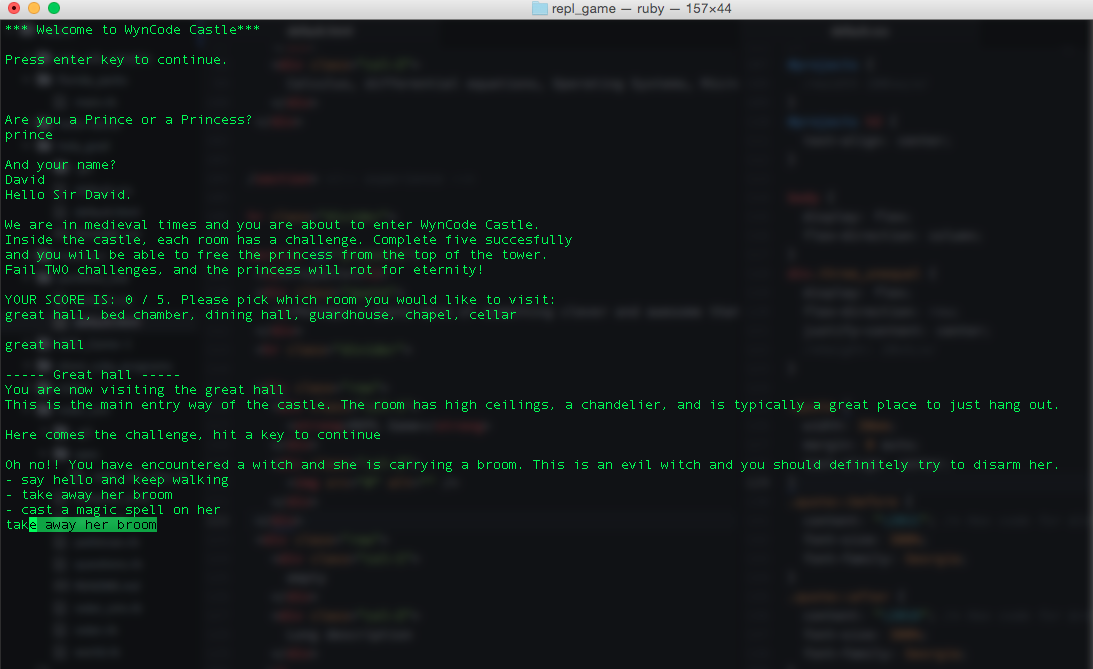 repl_game — ruby — 157×44
*** Welcome to WynCode Castle***
Press enter key to continue.
Are you a Prince or a Princess?
prince
And your name?
David
Hello Sir David.
We are in medieval times and you are about to enter WynCode Castle.
Inside the castle, each room has a challenge. Complete five succesfully
and you will be able to free the princess from the top of the tower.
Fail TWO challenges, and the princess will rot for eternity!
YOUR SCORE IS: 0 / 5. Please pick which room you would like to visit:
great hall, bed chamber, dining hall, guardhouse, chapel, cellar
great hall
----- Great hall -----
You are now visiting the great hall
This is the main entry way of the castle. The room has high ceilings, a chandelier, and is typically a great place to just hang out.
Here comes the challenge, hit a key to continue
Oh no!! You have encountered a witch and she is carrying a broom. This is an evil witch and you should definitely try to disarm her.
- say hello and keep walking
- take away her broom
- cast a magic spell on her
take away her broom